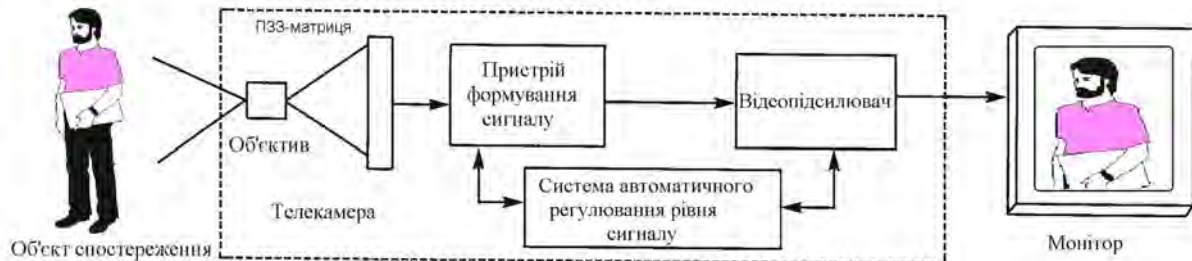 ПЗЗ-матриця
Пристрій
формування
сигналу
Відеопідсилювач
Об'єктив
Система автоматичного
регулювання рівня
сигналу
Телекамера
Об'єкт спостереження
Монітор